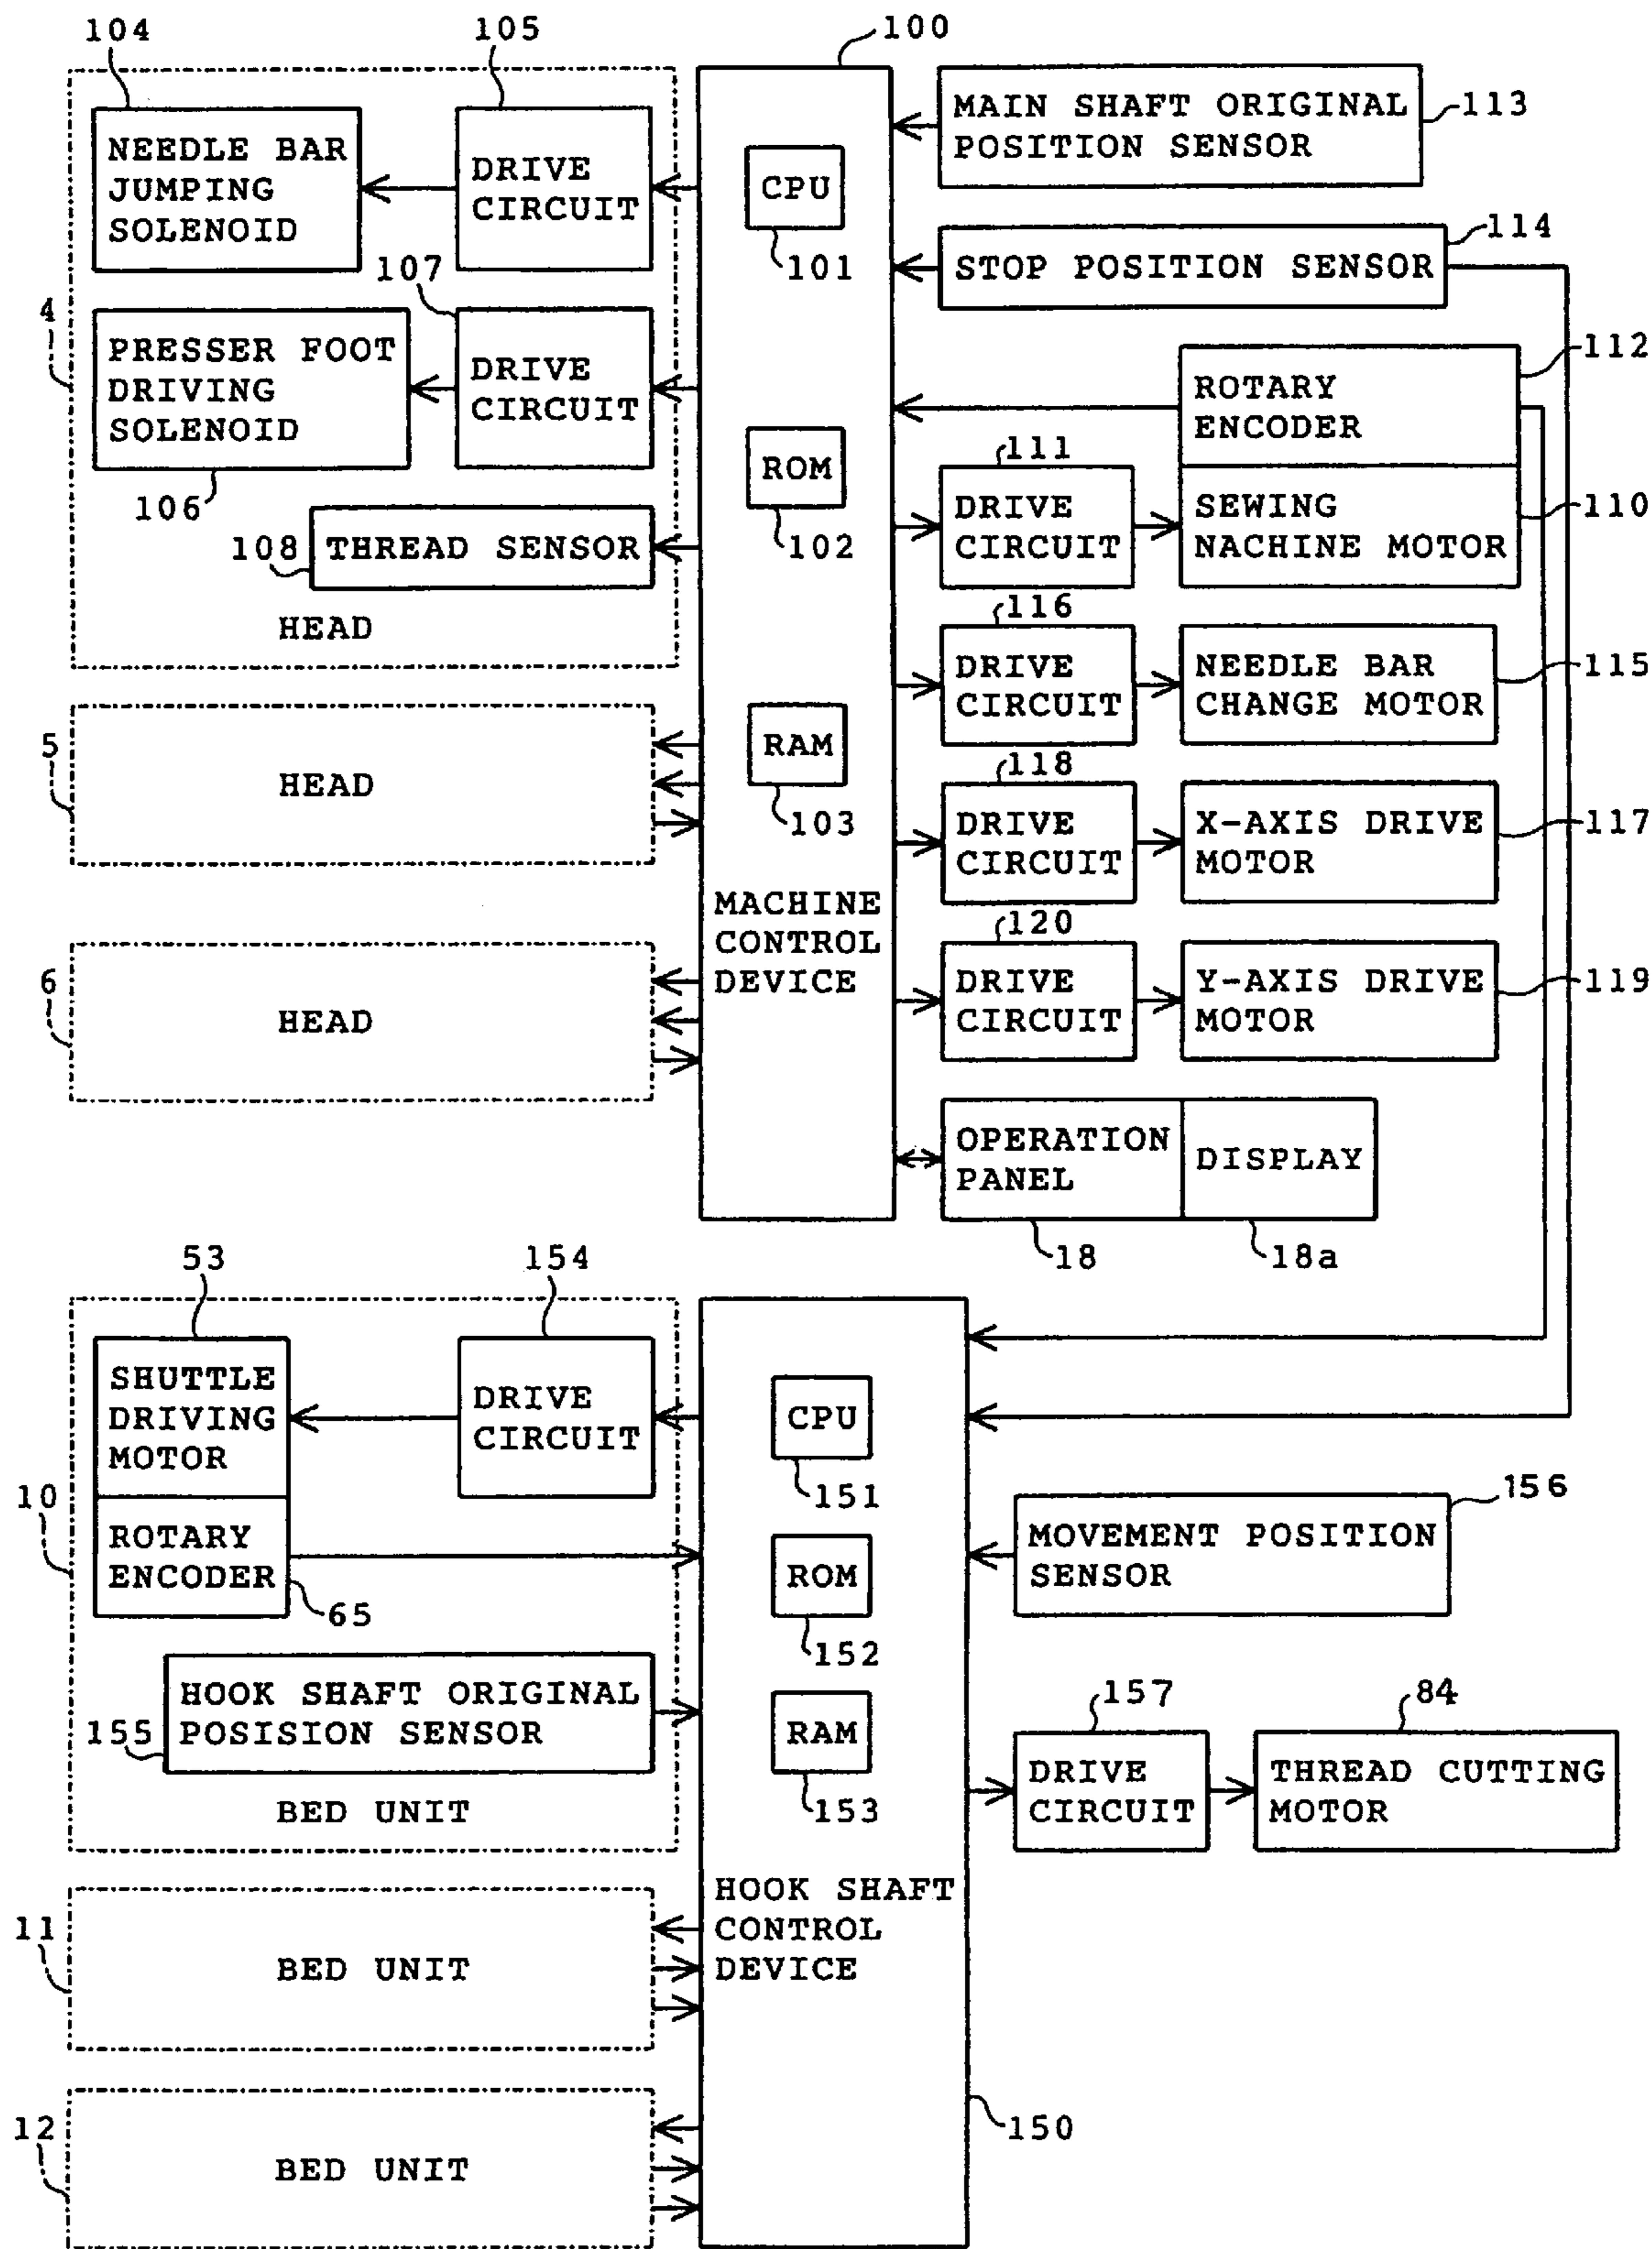 104
105
100
NEEDLE BAR
JUMPING
SOLENOID
DRIVE
CIRCUIT
CPU
101
MAIN SHAFT ORIGINAL
POSITION SENSOR
113
STOP POSITION SENSOR
114
4
107
PRESSER FOOT
DRIVING
SOLENOID
106
DRIVE
CIRCUIT
ROM
102
ROTARY
ENCODER
112
111
DRIVE
CIRCUIT
SEWING
NACHINE MOTOR
110
108
THREAD SENSOR
HEAD
116
DRIVE
CIRCUIT
NEEDLE BAR
CHANGE MOTOR
115
5
HEAD
RAM
103
118
DRIVE
CIRCUIT
X-AXIS DRIVE
MOTOR
117
MACHINE
CONTROL
DEVICE
6
HEAD
120
DRIVE
CIRCUIT
Y-AXIS DRIVE
MOTOR
119
OPERATION
PANEL
DISPLAY
18
18a
53
154
SHUTTLE
DRIVING
MOTOR
DRIVE
CIRCUIT
CPU
151
10
ROTARY
ENCODER
65
ROM
152
MOVEMENT POSITION
SENSOR
156
155
HOOK SHAFT ORIGINAL
POSISION SENSOR
BED UNIT
RAM
153
157
DRIVE
CIRCUIT
84
THREAD CUTTING
MOTOR
HOOK SHAFT
CONTROL
DEVICE
11
BED UNIT
12
BED UNIT
150